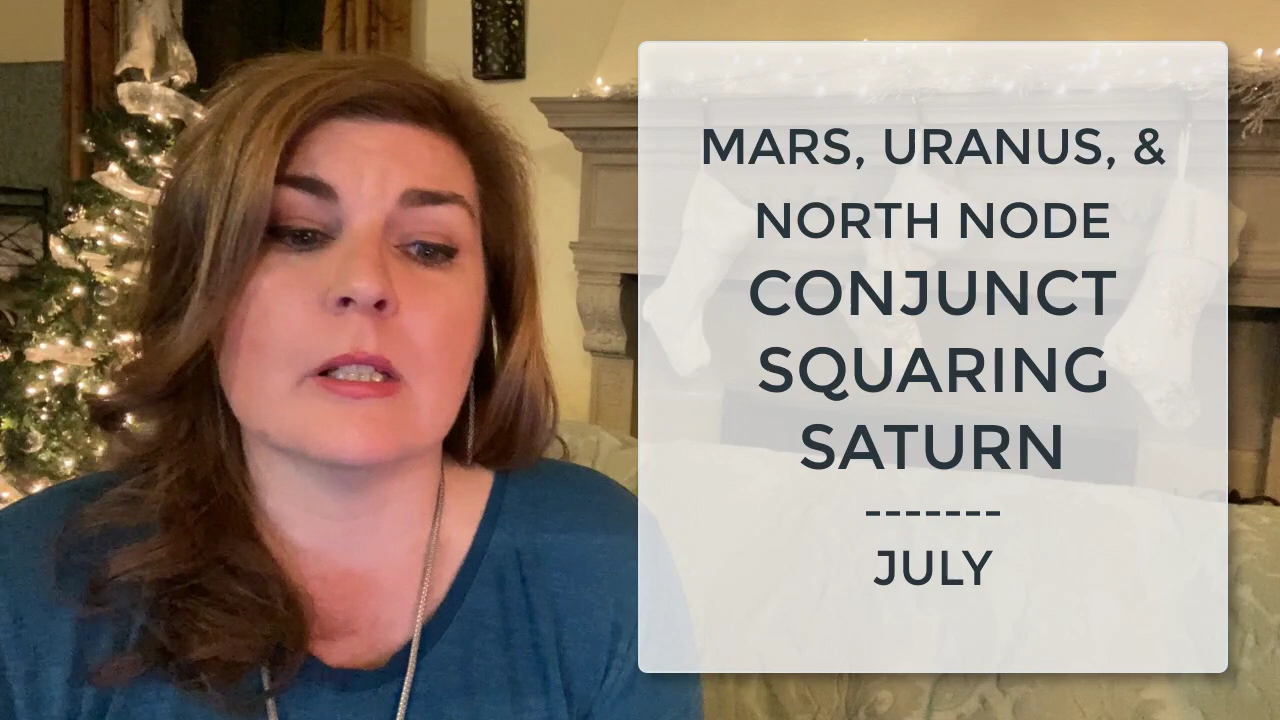 MARS, URANUS, &
NORTH NODE
CONJUNCT
SQUARING
SATURN
-------
JULY